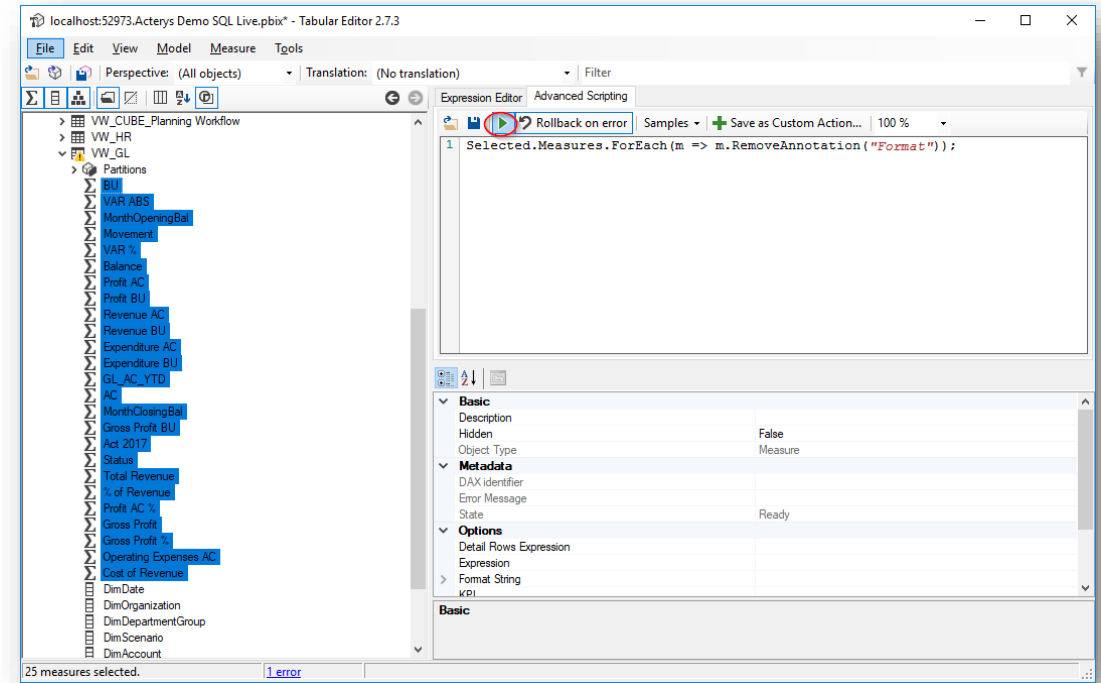 localhost:52973.Acterys Demo SQL Live.pbix* - Tabular Editor 2.7.3
File Edit View Model Measure Tools
Perspective: (All objects) Translation: (No translation) Filter
Expression Editor Advanced Scripting
Rollback on error Samples Save as Custom Action... 100 %
1 Selected.Measures.ForEach(m => m.RemoveAnnotation("Format"));
VW_CUBE_Planning Workflow
VW_HR
VW_GL
Partitions
BU
VAR ABS
MonthOpeningBal
Movement
VAR %
Balance
Profit AC
Profit BU
Revenue AC
Revenue BU
Expenditure AC
Expenditure BU
GL_AC_YTD
AC
MonthClosingBal
Gross Profit BU
Act 2017
Status
Total Revenue
% of Revenue
Profit AC %
Gross Profit
Gross Profit %
Operating Expenses AC
Cost of Revenue
DimDate
DimOrganization
DimDepartmentGroup
DimScenario
DimAccount
Basic
Description
Hidden False
Object Type Measure
Metadata
DAX identifier
Error Message
State Ready
Options
Detail Rows Expression
Expression
Format String
KPI
Basic
25 measures selected. 1 error